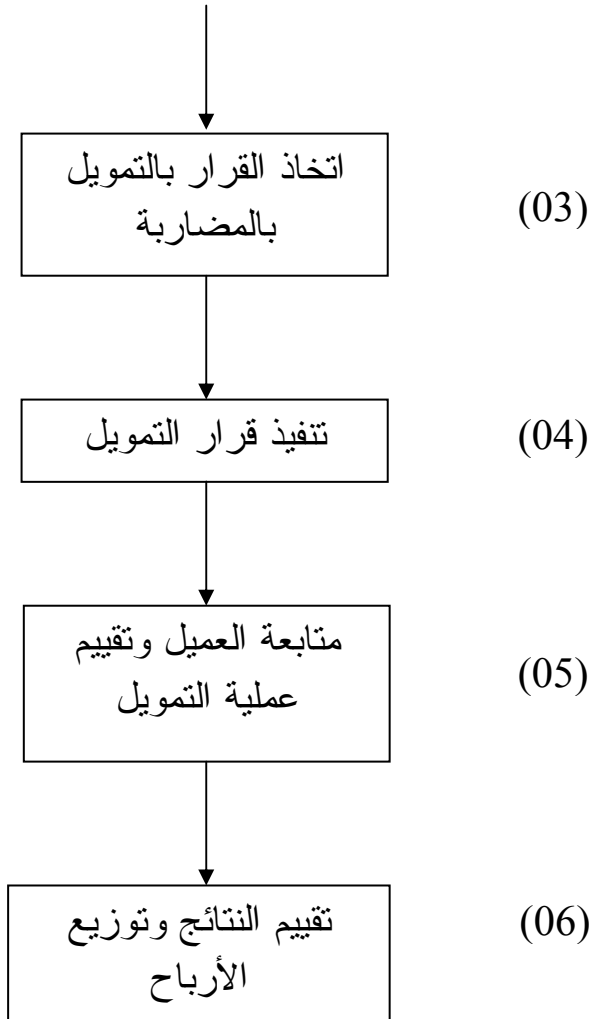 اتخاذ القرار بالتمويل
بالمضاربة
(03)
تنفيذ قرار التمويل
(04)
متابعة العميل وتقييم
عملية التمويل
(05)
تقييم النتائج وتوزيع
الأرباح
(06)